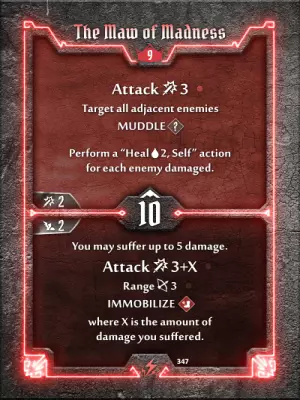 The Maw of Madness
9
Attack 3
Target all adjacent enemies
MUDDLE ?
Perform a “Heal 2, Self” action
for each enemy damaged.
2
10
2
You may suffer up to 5 damage.
Attack 3+X
Range 3
IMMOBILIZE
where X is the amount of
damage you suffered.
347